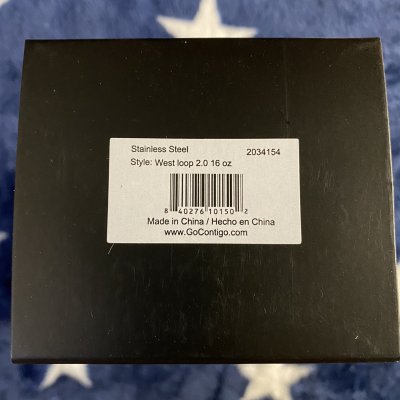 Stainless Steel 2034154
Style: West loop 2.0 16 oz
8 40276 10150 2
Made in China / Hecho en China
www.GoContigo.com